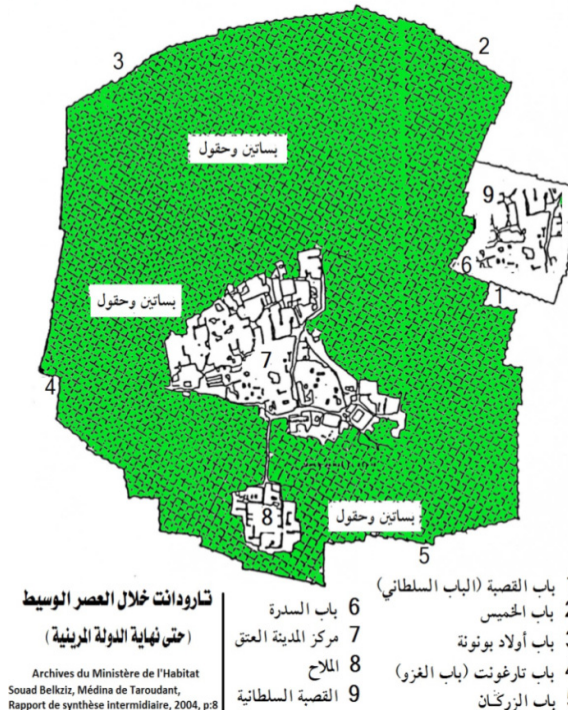 3
2
بساتين وحقول
9
6
1
بساتين وحقول
7
4
8
بساتين وحقول
5
تارودانت خلال العصر الوسيط
(حتى نهاية الدولة المرينية)
Archives du Ministère de l'Habitat
Souad Belkziz, Médina de Taroudant,
Rapport de synthèse intermidiaire, 2004, p:8
باب القصبة (الباب السلطاني)
2 باب الخميس
3 باب أولاد بونونة
4 باب تارغونت (باب الغزو)
باب الزركان
6 باب السدرة
7 مركز المدينة العتق
8 الملاح
9 القصبة السلطانية